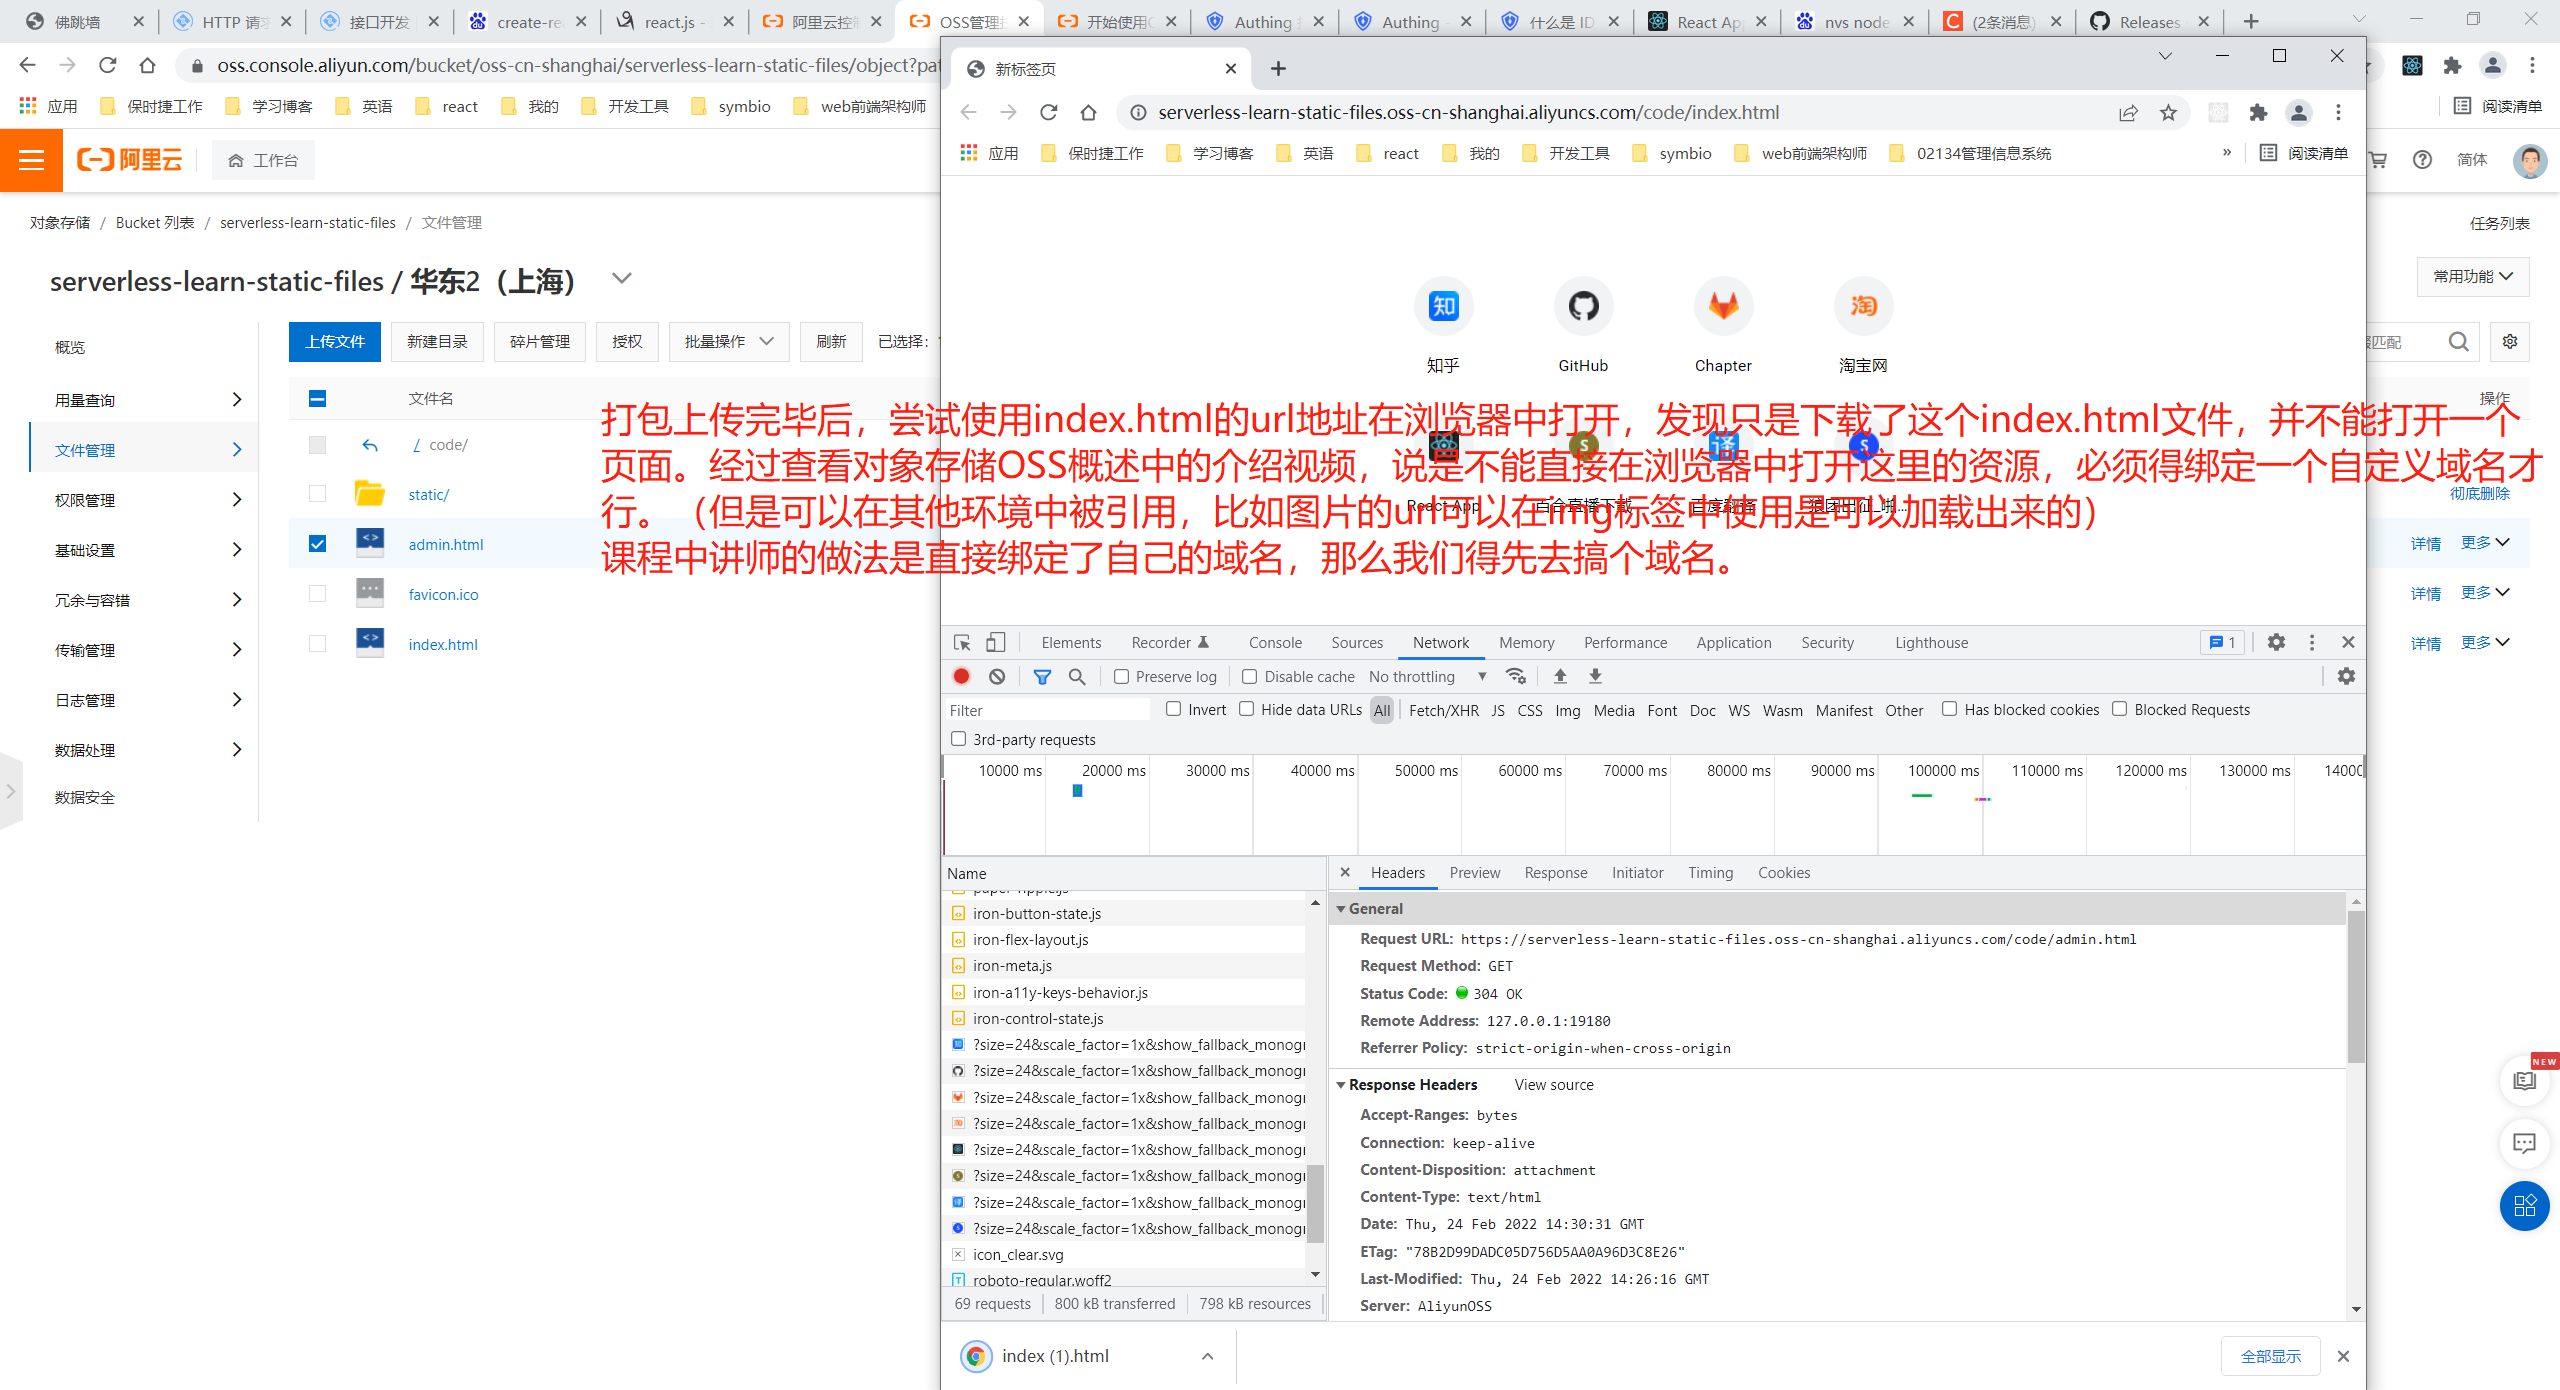 佛跳墙
HTTP 请求
接口开发
create-re
react.js -
阿里云控制
OSS管理控
开始使用O
Authing
Authing -
什么是 ID
React App
nvs node
(2条消息)
Releases
oss.console.aliyun.com/bucket/oss-cn-shanghai/serverless-learn-static-files/object?pat
应用 保时捷工作 学习博客 英语 react 我的 开发工具 symbio web前端架构师
阅读清单
阿里云 工作台
简体
对象存储 / Bucket 列表 / serverless-learn-static-files / 文件管理
任务列表
serverless-learn-static-files / 华东2（上海）
常用功能
概览
用量查询
文件管理
权限管理
基础设置
冗余与容错
传输管理
日志管理
数据处理
数据安全
上传文件 新建目录 碎片管理 授权 批量操作 刷新 已选择：
匹配
文件名
操作
/ code/
static/
彻底删除
admin.html
详情 更多
favicon.ico
详情 更多
index.html
详情 更多
新标签页
serverless-learn-static-files.oss-cn-shanghai.aliyuncs.com/code/index.html
应用 保时捷工作 学习博客 英语 react 我的 开发工具 symbio web前端架构师 02134管理信息系统 » 阅读清单
知
淘
知乎 GitHub Chapter 淘宝网
打包上传完毕后，尝试使用index.html的url地址在浏览器中打开，发现只是下载了这个index.html文件，并不能打开一个
页面。经过查看对象存储OSS概述中的介绍视频，说是不能直接在浏览器中打开这里的资源，必须得绑定一个自定义域名才
行。（但是可以在其他环境中被引用，比如图片的url可以在img标签中使用是可以加载出来的）
课程中讲师的做法是直接绑定了自己的域名，那么我们得先去搞个域名。
React App 百合直播下载 百度翻译
Elements Recorder Console Sources Network Memory Performance Application Security Lighthouse 1
Preserve log Disable cache No throttling
Filter Invert Hide data URLs All Fetch/XHR JS CSS Img Media Font Doc WS Wasm Manifest Other Has blocked cookies Blocked Requests
3rd-party requests
10000 ms 20000 ms 30000 ms 40000 ms 50000 ms 60000 ms 70000 ms 80000 ms 90000 ms 100000 ms 110000 ms 120000 ms 130000 ms 14000
Name
paper-ripple.js
iron-button-state.js
iron-flex-layout.js
iron-meta.js
iron-a11y-keys-behavior.js
iron-control-state.js
?size=24&scale_factor=1x&show_fallback_monogr
?size=24&scale_factor=1x&show_fallback_monogr
?size=24&scale_factor=1x&show_fallback_monogr
?size=24&scale_factor=1x&show_fallback_monogr
?size=24&scale_factor=1x&show_fallback_monogr
?size=24&scale_factor=1x&show_fallback_monogr
?size=24&scale_factor=1x&show_fallback_monogr
?size=24&scale_factor=1x&show_fallback_monogr
icon_clear.svg
roboto-regular.woff2
69 requests 800 kB transferred 798 kB resources
Headers Preview Response Initiator Timing Cookies
General
Request URL: https://serverless-learn-static-files.oss-cn-shanghai.aliyuncs.com/code/admin.html
Request Method: GET
Status Code: 304 OK
Remote Address: 127.0.0.1:19180
Referrer Policy: strict-origin-when-cross-origin
Response Headers View source
Accept-Ranges: bytes
Connection: keep-alive
Content-Disposition: attachment
Content-Type: text/html
Date: Thu, 24 Feb 2022 14:30:31 GMT
ETag: "78B2D99DADC05D756D5AA0A96D3C8E26"
Last-Modified: Thu, 24 Feb 2022 14:26:16 GMT
Server: AliyunOSS
index (1).html
全部显示
NEW